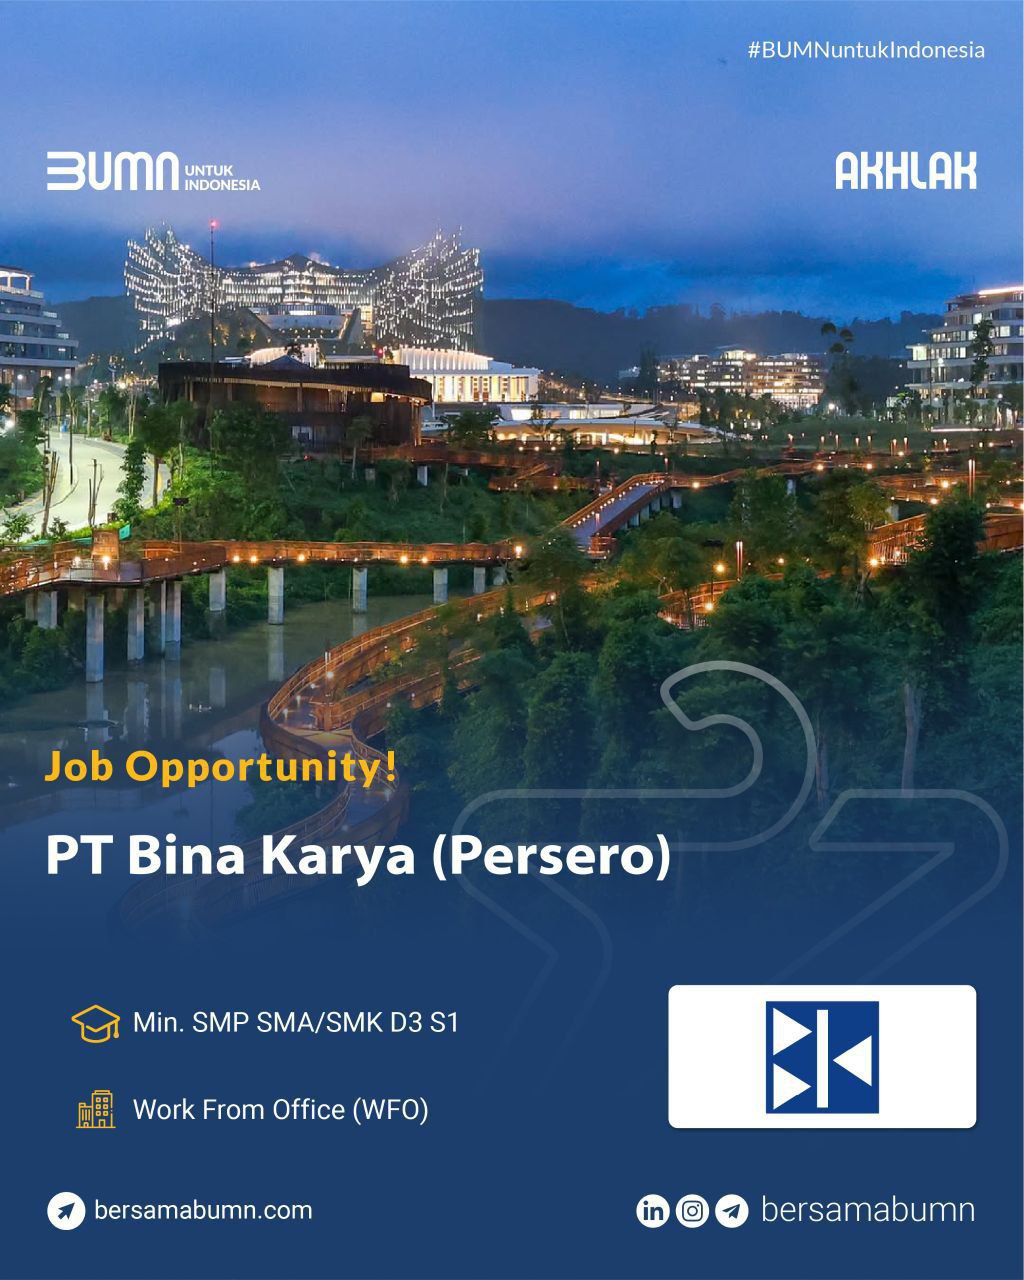 #BUMNuntukIndonesia
BUMN UNTUK INDONESIA
AKHLAK
Job Opportunity!
PT Bina Karya (Persero)
Min. SMP SMA/SMK D3 S1
Work From Office (WFO)
bersamabumn.com
in bersamabumn